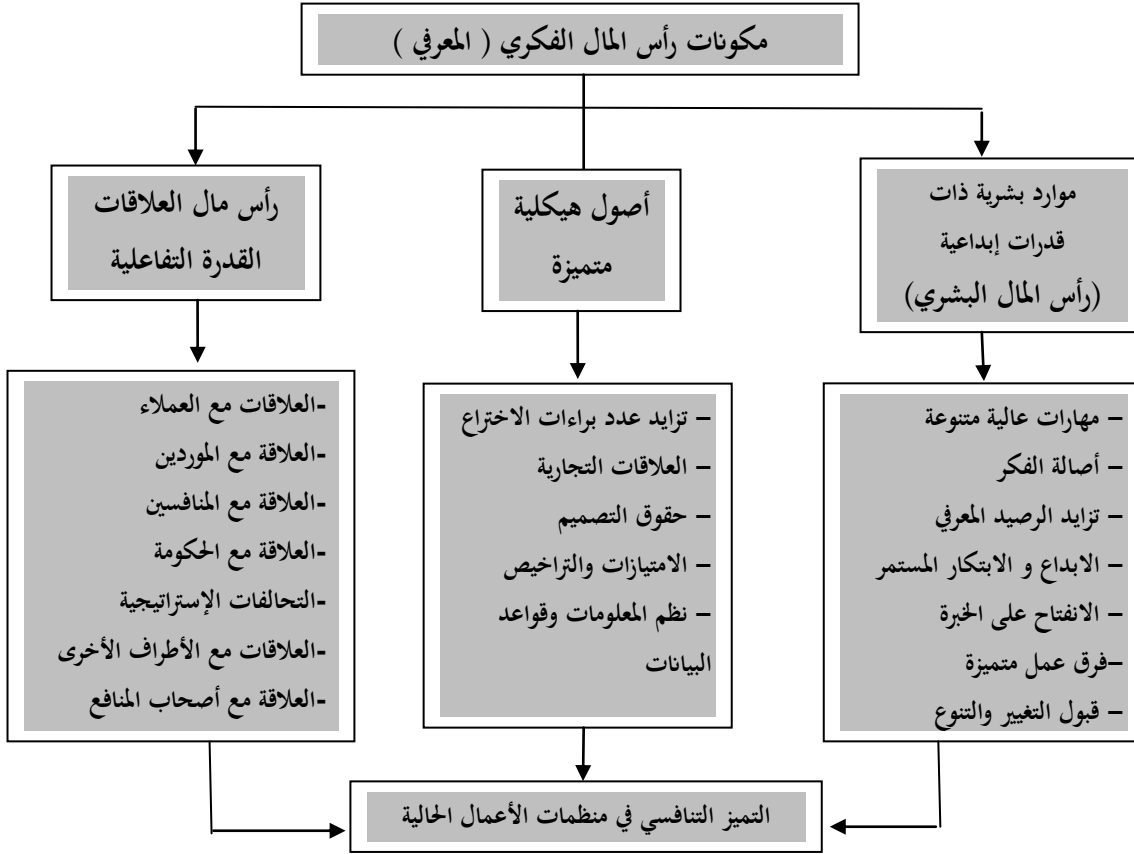 مكونات رأس المال الفكري ( المعرفي )
موارد بشرية ذات
قدرات إبداعية
(رأس المال البشري)
أصول هيكلية
متميزة
رأس مال العلاقات
القدرة التفاعلية
– مهارات عالية متنوعة
– أصالة الفكر
– تزايد الرصيد المعرفي
– الابداع و الابتكار المستمر
– الانفتاح على الخبرة
–فرق عمل متميزة
– قبول التغيير والتنوع
– تزايد عدد براءات الاختراع
– العلاقات التجارية
– حقوق التصميم
– الامتيازات والتراخيص
– نظم المعلومات وقواعد
البيانات
-العلاقات مع العملاء
-العلاقة مع الموردين
-العلاقة مع المنافسين
-العلاقة مع الحكومة
-التحالفات الإستراتيجية
-العلاقات مع الأطراف الأخرى
-العلاقة مع أصحاب المنافع
التميز التنافسي في منظمات الأعمال الحالية